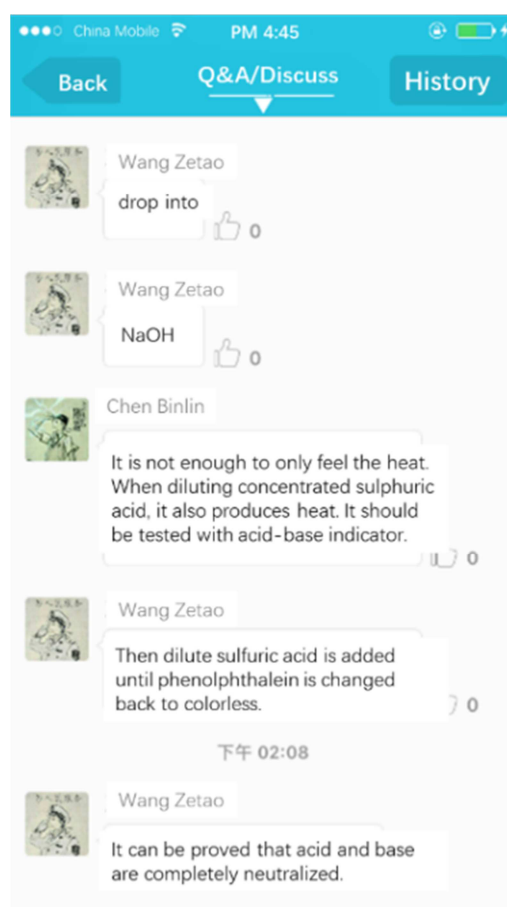 China Mobile PM 4:45
Back Q&A/Discuss History
Wang Zetao
drop into
0
Wang Zetao
NaOH
0
Chen Binlin
It is not enough to only feel the heat.
When diluting concentrated sulphuric
acid, it also produces heat. It should
be tested with acid-base indicator.
0
Wang Zetao
Then dilute sulfuric acid is added
until phenolphthalein is changed
back to colorless.
0
下午 02:08
Wang Zetao
It can be proved that acid and base
are completely neutralized.